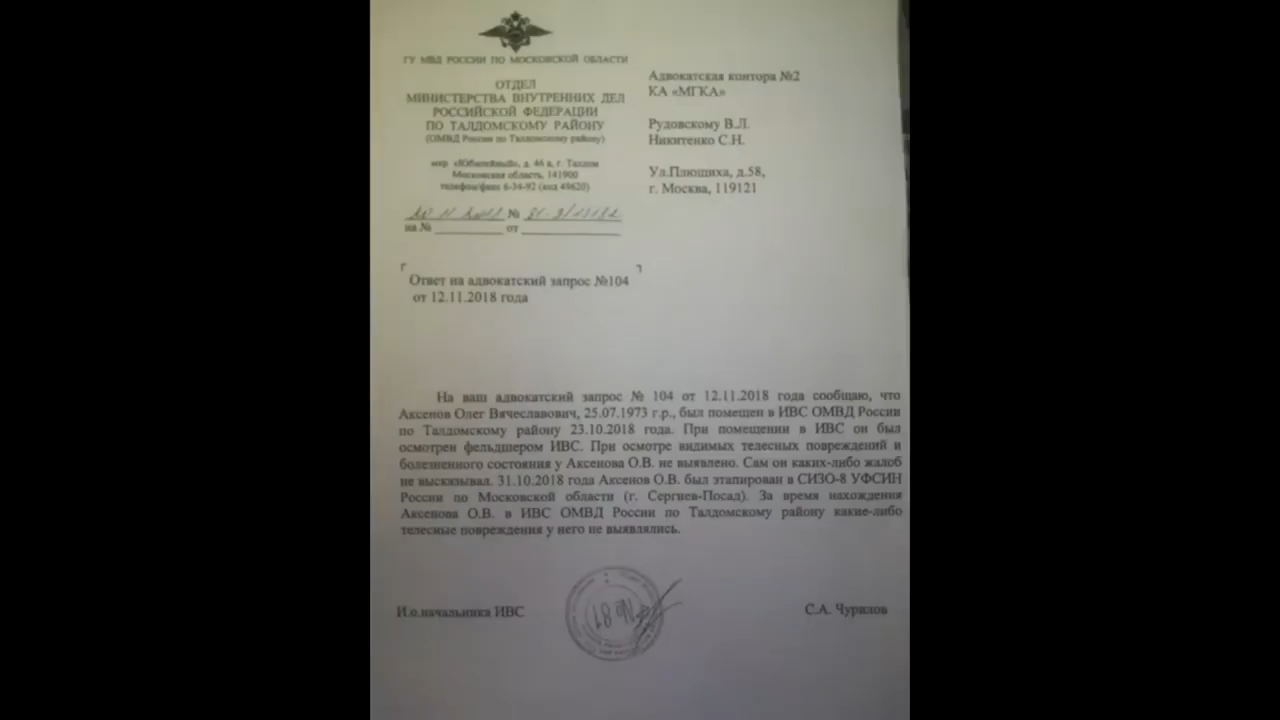 ГУ МВД РОССИИ ПО МОСКОВСКОЙ ОБЛАСТИ
ОТДЕЛ
МИНИСТЕРСТВА ВНУТРЕННИХ ДЕЛ
РОССИЙСКОЙ ФЕДЕРАЦИИ
ПО ТАЛДОМСКОМУ РАЙОНУ
(ОМВД России по Талдомскому району)
мкр. «Юбилейный», д. 46 а, г. Талдом
Московская область, 141900
телефон/факс 6-34-92 (код 49620)
№
на № от
Адвокатская контора №2
КА «МГКА»
Рудовскому В.Л.
Никитенко С.Н.
Ул.Плющиха, д.58,
г. Москва, 119121
Ответ на адвокатский запрос №104
от 12.11.2018 года
На ваш адвокатский запрос № 104 от 12.11.2018 года сообщаю, что
Аксенов Олег Вячеславович, 25.07.1973 г.р., был помещен в ИВС ОМВД России
по Талдомскому району 23.10.2018 года. При помещении в ИВС он был
осмотрен фельдшером ИВС. При осмотре видимых телесных повреждений и
болезненного состояния у Аксенова О.В. не выявлено. Сам он каких-либо жалоб
не высказывал. 31.10.2018 года Аксенов О.В. был этапирован в СИЗО-8 УФСИН
России по Московской области (г. Сергиев-Посад). За время нахождения
Аксенова О.В. в ИВС ОМВД России по Талдомскому району какие-либо
телесные повреждения у него не выявлялись.
И.о.начальника ИВС
№ 81
С.А. Чурилов